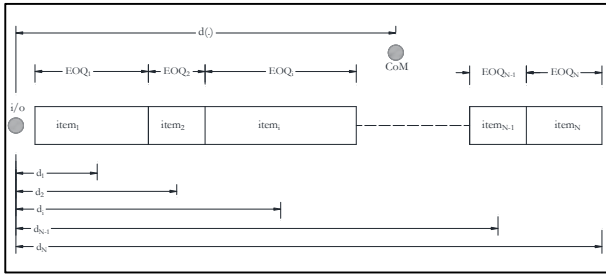 d(.)
EOQ₁ EOQ₂ EOQᵢ CoM EOQN-1 EOQN
i/o
item₁ item₂ itemᵢ itemN-1 itemN
d₁
d₂
dᵢ
dN-1
dN